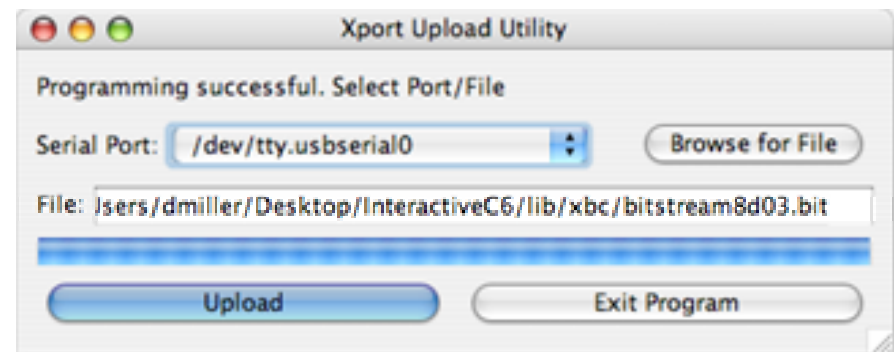 Xport Upload Utility
Programming successful. Select Port/File
Serial Port: /dev/tty.usbserial0 Browse for File
File: Jsers/dmiller/Desktop/InteractiveC6/lib/xbc/bitstream8d03.bit
Upload Exit Program